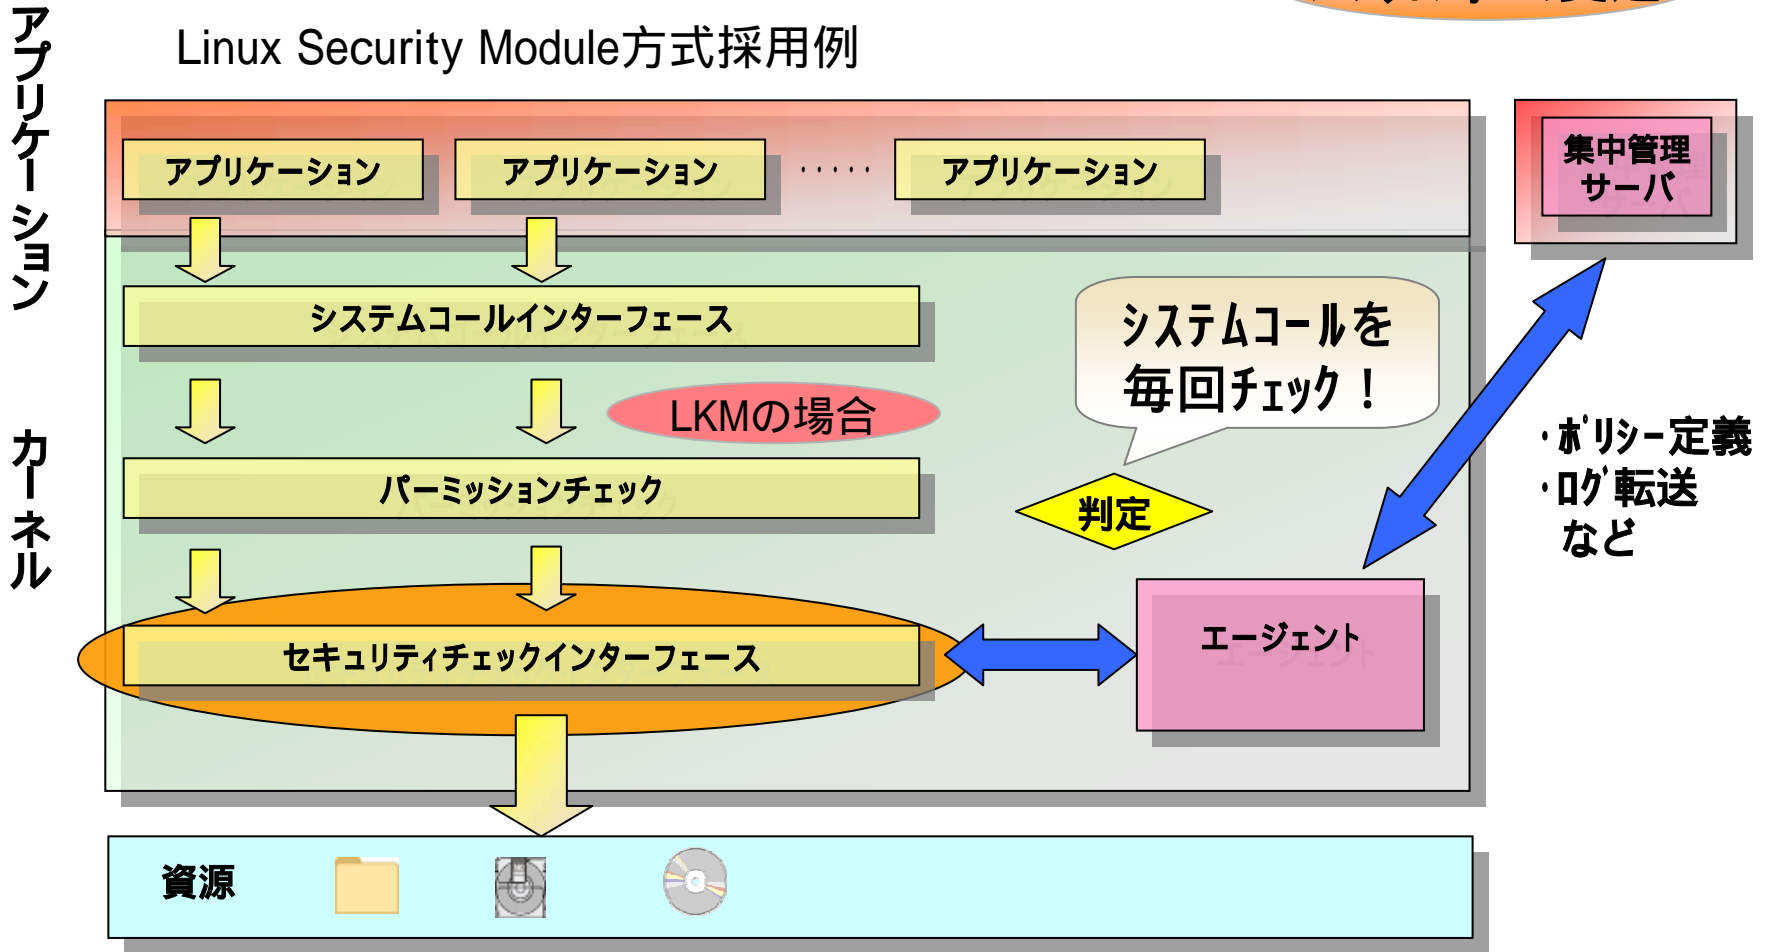 Linux Security Module方式採用例
アプリケーション
カーネル
アプリケーション
アプリケーション
・・・・・
アプリケーション
集中管理
サーバ
システムコールインターフェース
システムコールを
毎回チェック！
LKMの場合
・ポリシー定義
・ログ転送
など
パーミッションチェック
判定
セキュリティチェックインターフェース
エージェント
資源